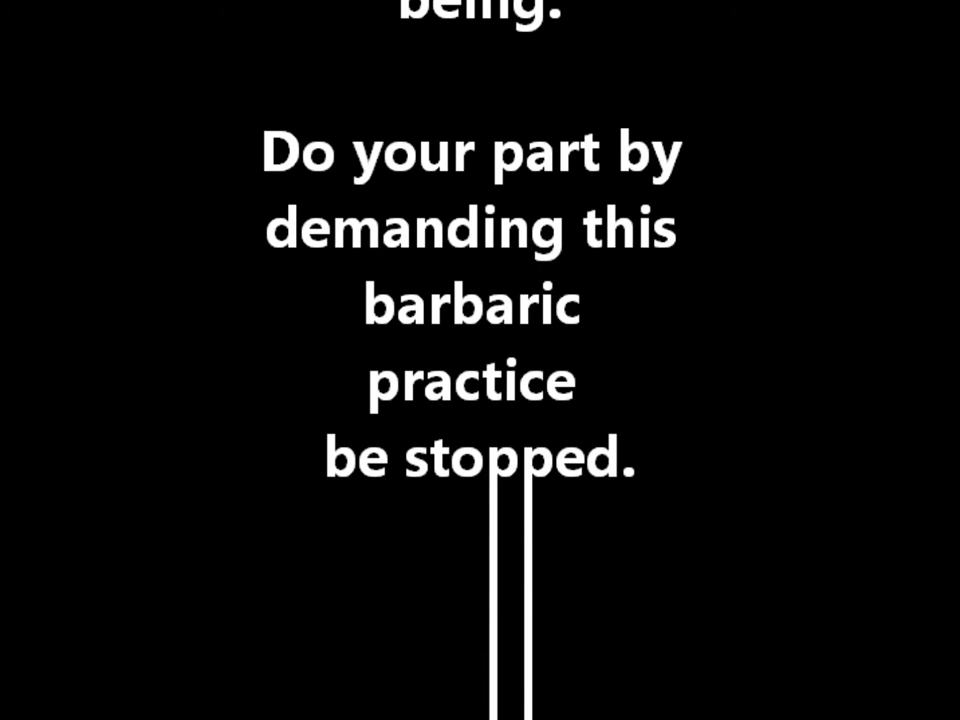 being.
Do your part by
demanding this
barbaric
practice
be stopped.